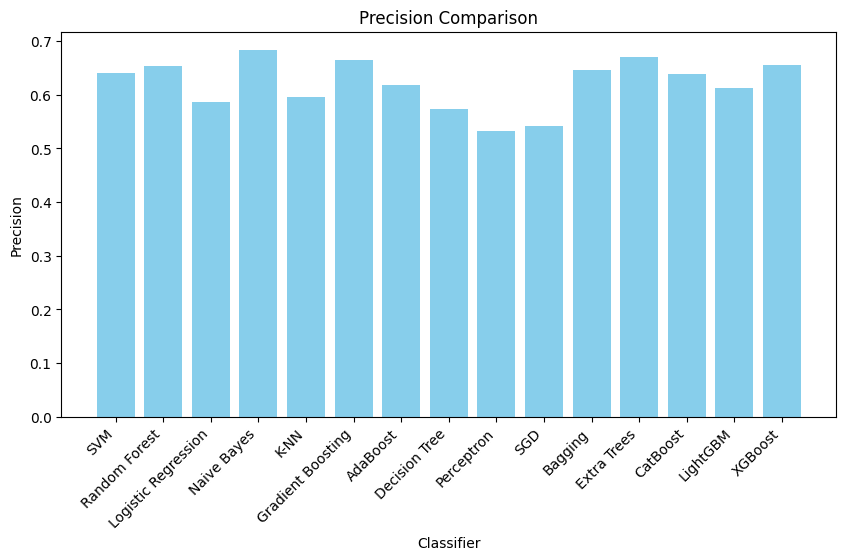 Precision Comparison
Precision
0.7
0.6
0.5
0.4
0.3
0.2
0.1
0.0
SVM
Random Forest
Logistic Regression
Naive Bayes
K-NN
Gradient Boosting
AdaBoost
Decision Tree
Perceptron
SGD
Bagging
Extra Trees
CatBoost
LightGBM
XGBoost
Classifier